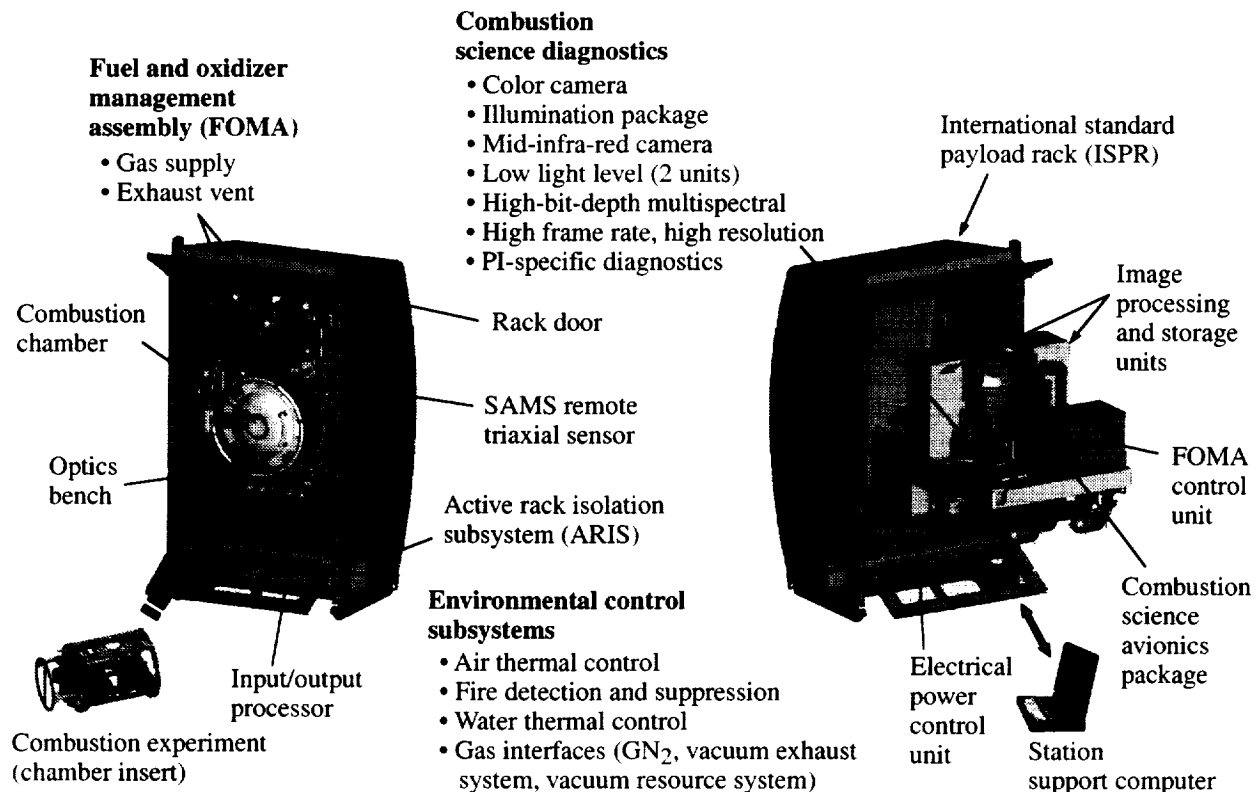 Combustion
science diagnostics
• Color camera
• Illumination package
• Mid-infra-red camera
• Low light level (2 units)
• High-bit-depth multispectral
• High frame rate, high resolution
• PI-specific diagnostics
Fuel and oxidizer
management
assembly (FOMA)
• Gas supply
• Exhaust vent
International standard
payload rack (ISPR)
Combustion
chamber
Optics
bench
Rack door
SAMS remote
triaxial sensor
Active rack isolation
subsystem (ARIS)
Image
processing
and storage
units
FOMA
control
unit
Combustion
science
avionics
package
Environmental control
subsystems
• Air thermal control
• Fire detection and suppression
• Water thermal control
• Gas interfaces (GN2, vacuum exhaust
system, vacuum resource system)
Input/output
processor
Combustion experiment
(chamber insert)
Electrical
power
control
unit
Station
support computer